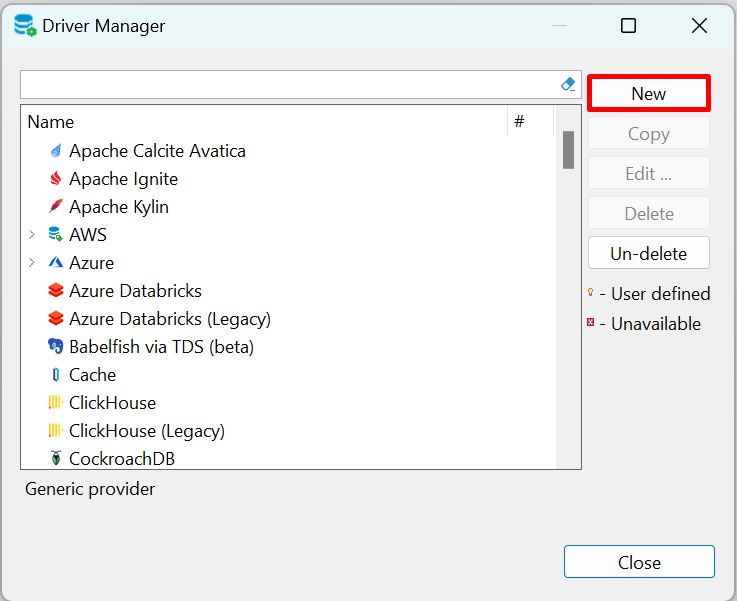 Driver Manager
New
Name #
Copy
Apache Calcite Avatica
Apache Ignite
Edit ...
Apache Kylin
Delete
AWS
Un-delete
Azure
Azure Databricks
- User defined
Azure Databricks (Legacy)
- Unavailable
Babelfish via TDS (beta)
Cache
ClickHouse
ClickHouse (Legacy)
CockroachDB
Generic provider
Close